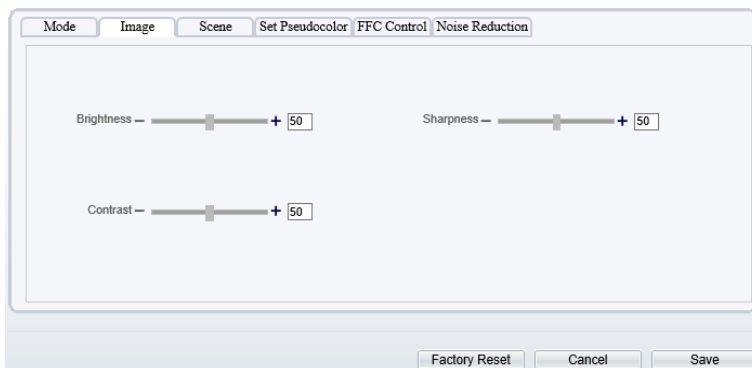 Mode Image Scene Set Pseudocolor FFC Control Noise Reduction
Brightness − + 50 Sharpness − + 50
Contrast − + 50
Factory Reset Cancel Save